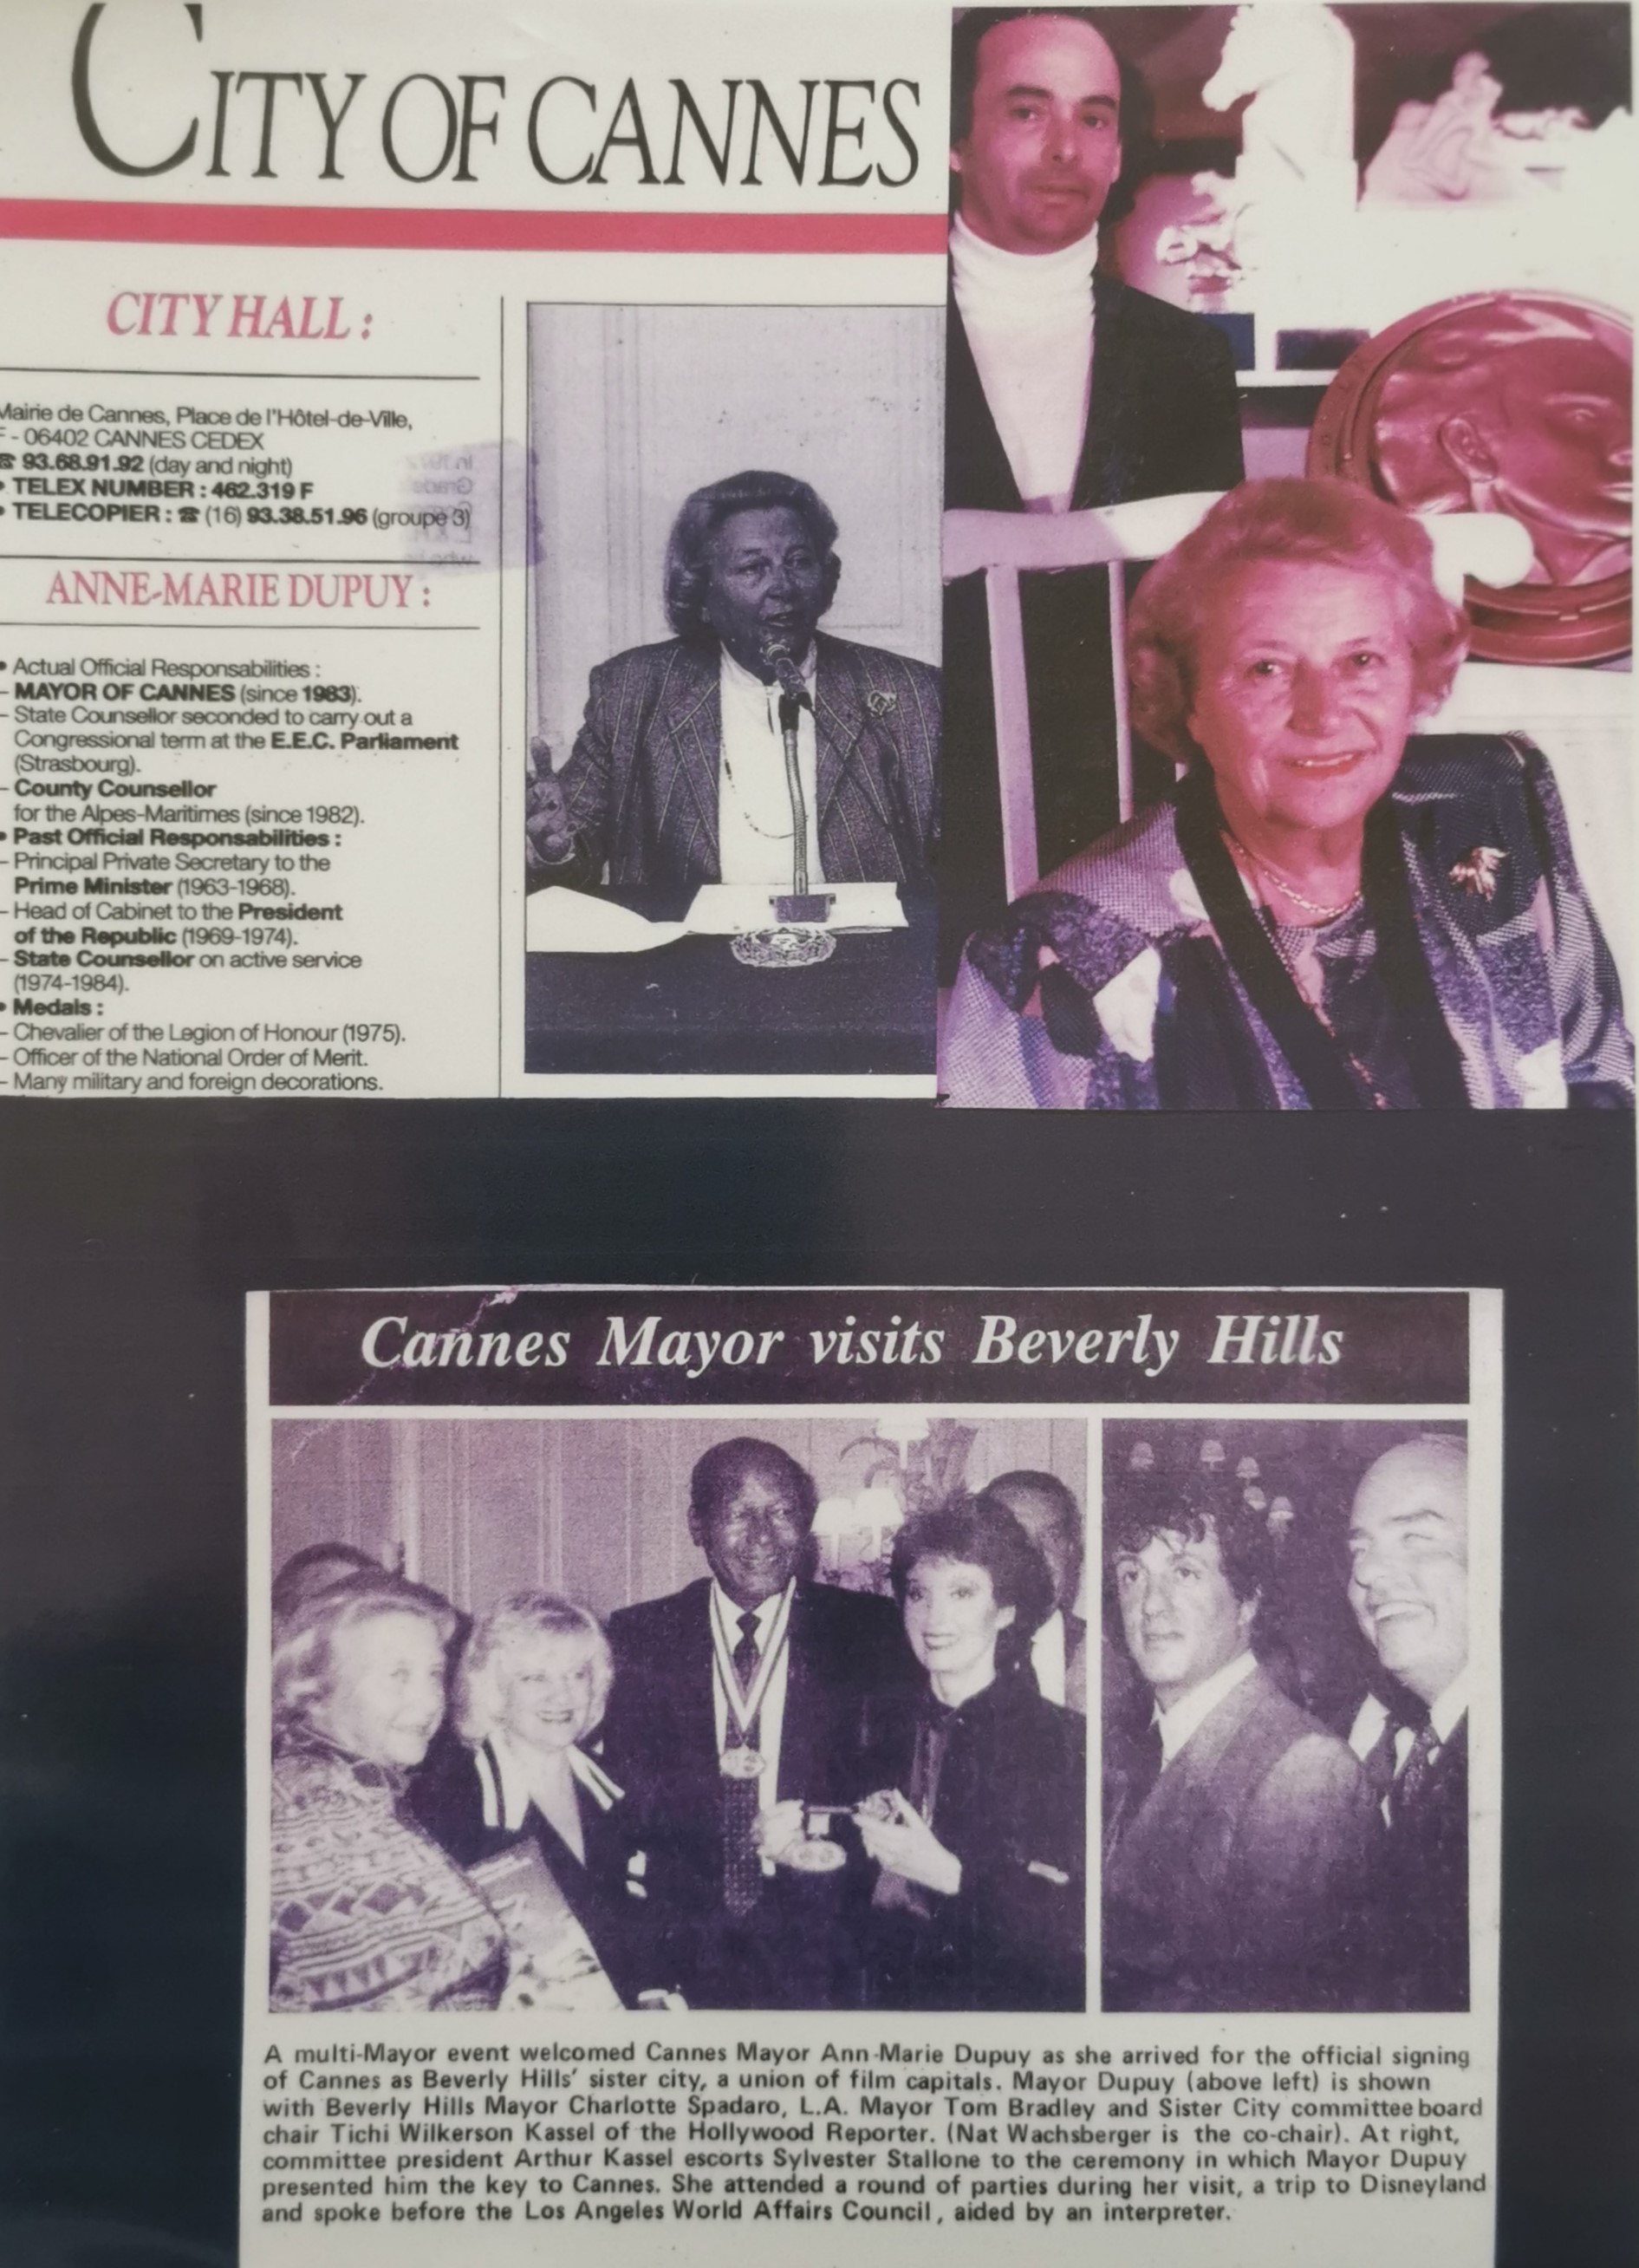 CITY OF CANNES
CITY HALL :
Mairie de Cannes, Place de l'Hôtel-de-Ville,
F - 06402 CANNES CEDEX
☎ 93.68.91.92 (day and night)
• TELEX NUMBER : 462.319 F
• TELECOPIER : ☎ (16) 93.38.51.96 (groupe 3)
ANNE-MARIE DUPUY :
• Actual Official Responsabilities :
– MAYOR OF CANNES (since 1983).
– State Counsellor seconded to carry out a
Congressional term at the E.E.C. Parliament
(Strasbourg).
– County Counsellor
for the Alpes-Maritimes (since 1982).
• Past Official Responsabilities :
– Principal Private Secretary to the
Prime Minister (1963-1968).
– Head of Cabinet to the President
of the Republic (1969-1974).
– State Counsellor on active service
(1974-1984).
• Medals :
– Chevalier of the Legion of Honour (1975).
– Officer of the National Order of Merit.
– Many military and foreign decorations.
Cannes Mayor visits Beverly Hills
A multi-Mayor event welcomed Cannes Mayor Ann-Marie Dupuy as she arrived for the official signing
of Cannes as Beverly Hills' sister city, a union of film capitals. Mayor Dupuy (above left) is shown
with Beverly Hills Mayor Charlotte Spadaro, L.A. Mayor Tom Bradley and Sister City committee board
chair Tichi Wilkerson Kassel of the Hollywood Reporter. (Nat Wachsberger is the co-chair). At right,
committee president Arthur Kassel escorts Sylvester Stallone to the ceremony in which Mayor Dupuy
presented him the key to Cannes. She attended a round of parties during her visit, a trip to Disneyland
and spoke before the Los Angeles World Affairs Council, aided by an interpreter.